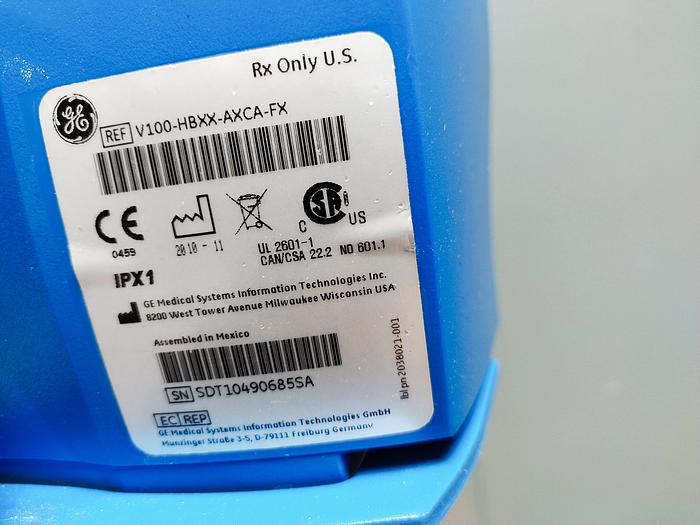 Rx Only U.S.
GE
REF V100-HBXX-AXCA-FX
CE
0459
2010-11
C SA US
UL 2601-1
CAN/CSA 22.2 NO 601.1
IPX1
GE Medical Systems Information Technologies Inc.
8200 West Tower Avenue Milwaukee Wisconsin USA
Assembled in Mexico
SN SDT10490685SA
lbl pn 2038021-001
EC REP
GE Medical Systems Information Technologies GmbH
Munzinger Straße 3-5, D-79111 Freiburg Germany